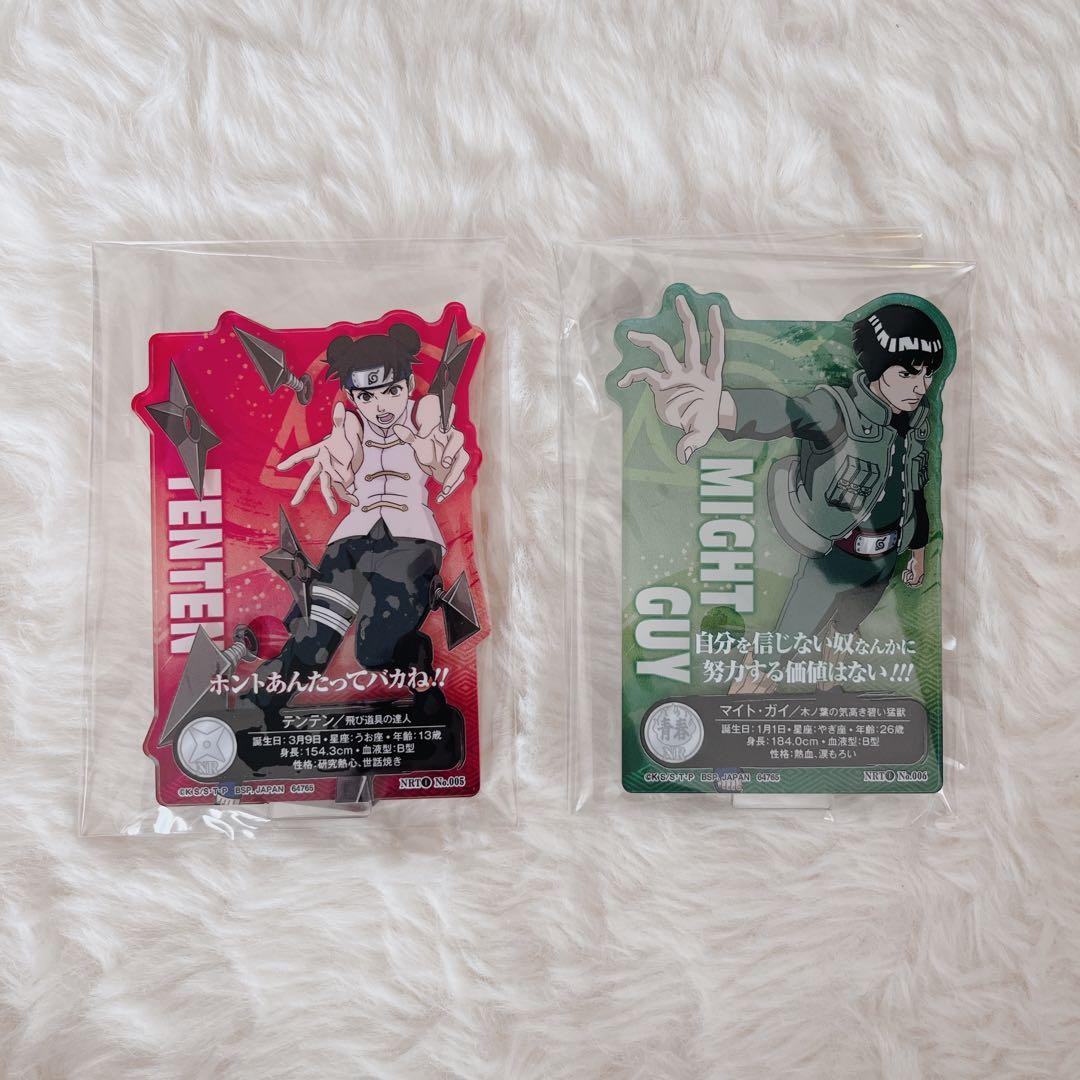 TENTEN
ホントあんたってバカね!!
テンテン/飛び道具の達人
誕生日:3月9日・星座:うお座・年齢:13歳
身長:154.3cm・血液型:B型
性格:研究熱心、世話焼き
NR
©K S/S・T・P BSP, JAPAN 64765
NRT① No.005
MIGHT
GUY
自分を信じない奴なんかに
努力する価値はない!!!
マイト・ガイ/木ノ葉の気高き碧い猛獣
誕生日:1月1日・星座:やぎ座・年齢:26歳
身長:184.0cm・血液型:B型
性格:熱血、涙もろい
青春
NR
©K S/S・T・P BSP, JAPAN 64765
NRT① No.006